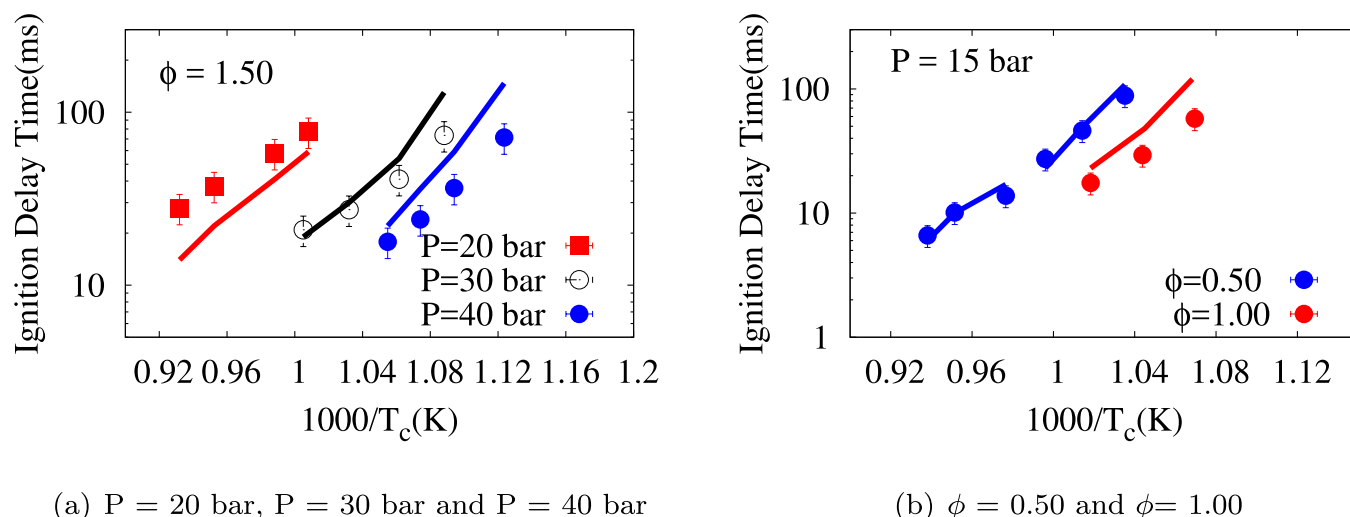 Ignition Delay Time(ms)
100
10
ϕ = 1.50
P=20 bar
P=30 bar
P=40 bar
0.92 0.96 1 1.04 1.08 1.12 1.16 1.2
1000/T_c(K)
(a) P = 20 bar, P = 30 bar and P = 40 bar
Ignition Delay Time(ms)
100
10
1
P = 15 bar
ϕ=0.50
ϕ=1.00
0.92 0.96 1 1.04 1.08 1.12
1000/T_c(K)
(b) ϕ = 0.50 and ϕ= 1.00